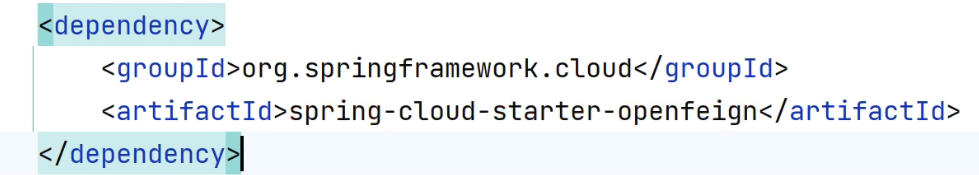 <dependency>
    <groupId>org.springframework.cloud</groupId>
    <artifactId>spring-cloud-starter-openfeign</artifactId>
</dependency>